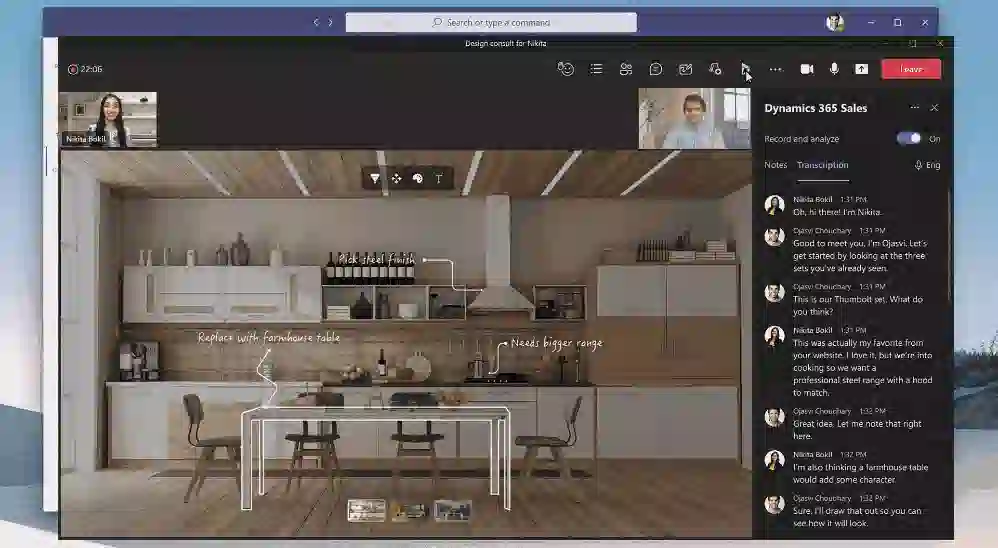 Search or type a command
Design consult for Nikita
22:06
Leave
Nikita Bokil
Pick steel finish
Replace with farmhouse table
Needs bigger range
T
Dynamics 365 Sales
Record and analyze
On
Notes Transcription
Eng
Nikita Bokil 1:31 PM
Oh, hi there! I'm Nikita.
Ojasvi Choudhary 1:31 PM
Good to meet you, I'm Ojasvi. Let's
get started by looking at the three
sets you've already seen.
Ojasvi Choudhary 1:31 PM
This is our Thumbolt set. What do
you think?
Nikita Bokil 1:31 PM
This was actually my favorite from
your website. I love it, but we're into
cooking so we want a
professional steel range with a hood
to match.
Ojasvi Choudhary 1:32 PM
Great idea. Let me note that right
here.
Nikita Bokil 1:32 PM
I'm also thinking a farmhouse table
would add some character.
Ojasvi Choudhary 1:32 PM
Sure. I'll draw that out so you can
see how it will look.